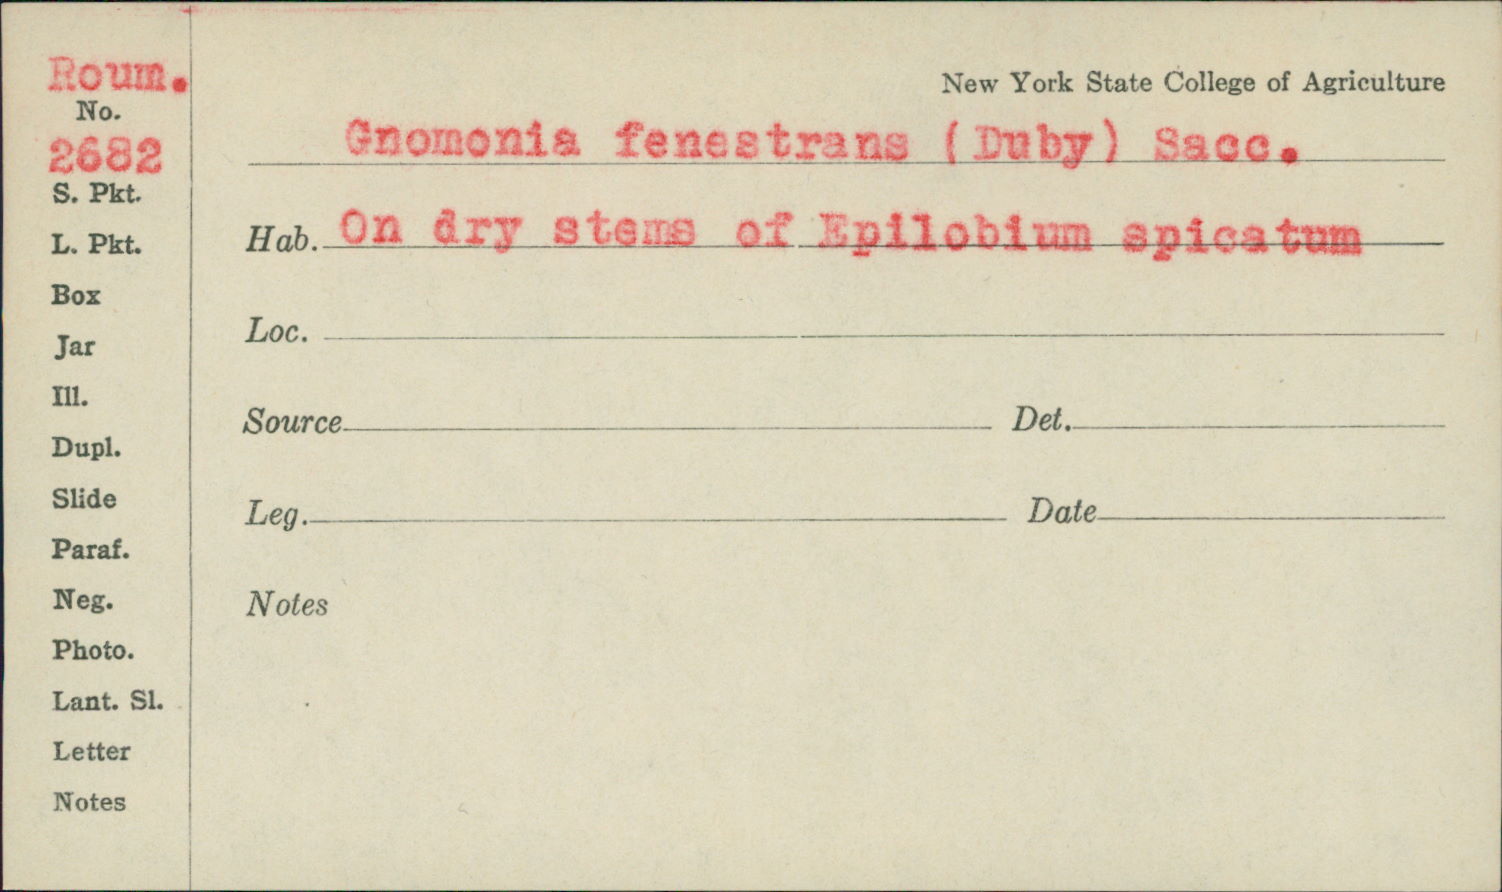 Roum.
No.
2682
S. Pkt.
L. Pkt.
Box
Jar
Ill.
Dupl.
Slide
Paraf.
Neg.
Photo.
Lant. Sl.
Letter
Notes
New York State College of Agriculture
Gnomonia fenestrans (Duby) Sacc.
Hab. On dry stems of Epilobium spicatum
Loc.
Source Det.
Leg. Date
Notes